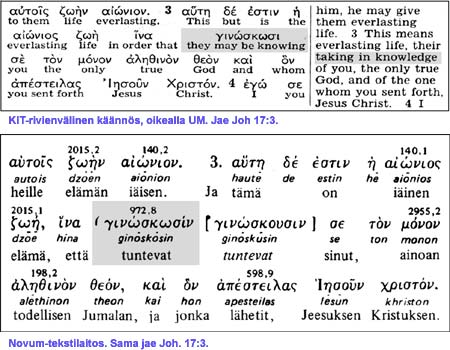 αὐτοῖς ζωὴν αἰώνιον. 3 αὕτη δέ ἐστιν ἡ
to them life everlasting. This but is the
αἰώνιος ζωὴ ἵνα γινώσκωσι
everlasting life in order that they may be knowing
σὲ τὸν μόνον ἀληθινὸν θεὸν καὶ ὃν
you the only true God and whom
ἀπέστειλας Ἰησοῦν Χριστόν. 4 ἐγώ σε
you sent forth Jesus Christ. I you
him, he may give
them everlasting
life. 3 This means
everlasting life, their
taking in knowledge
of you, the only true
God, and of the one
whom you sent forth,
Jesus Christ. 4 I
KIT-rivienvälinen käännös, oikealla UM. Jae Joh 17:3.
2015,2 140,2 140,1
αὐτοῖς ζωὴν αἰώνιον. 3. αὕτη δέ ἐστιν ἡ αἰώνιος
autois dzōēn aiōnion hautē de estin hē aiōnios
heille elämän iäisen. Ja tämä on iäinen
2015,1 972,8 2955,2
ζωή, ἵνα (γινώσκωσίν [γινώσκουσιν] σε τὸν μόνον
dzōē hina ginōskōsin ginōskūsin se ton monon
elämä, että tuntevat tuntevat sinut, ainoan
198,2 598,9
ἀληθινὸν θεόν, καὶ ὃν ἀπέστειλας Ἰησοῦν χριστόν.
alēthinon theon kai hon apesteilas Iēsūn khriston
todellisen Jumalan, ja jonka lähetit, Jeesuksen Kristuksen.
Novum-tekstilaitos. Sama jae Joh. 17:3.